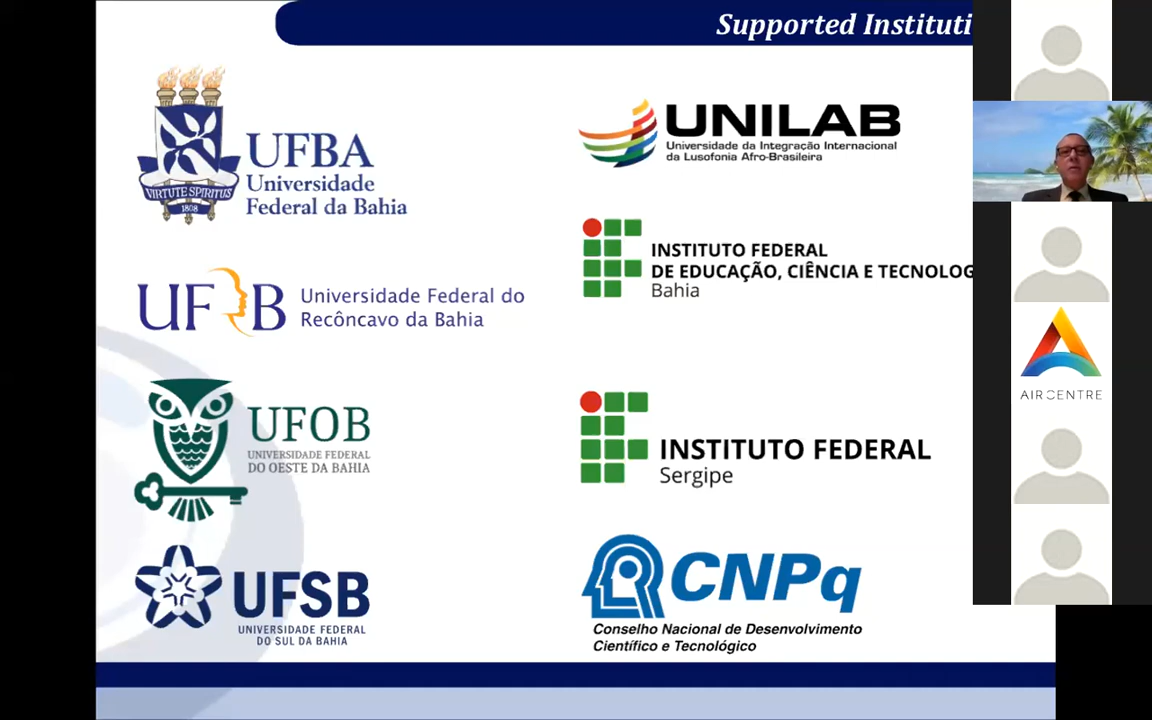 Supported Instituti
UFBA
Universidade
Federal da Bahia
VIRTUTE SPIRITUS
1808
UNILAB
Universidade da Integração Internacional
da Lusofonia Afro-Brasileira
INSTITUTO FEDERAL
DE EDUCAÇÃO, CIÊNCIA E TECNOLOG
Bahia
UFRB
Universidade Federal do
Recôncavo da Bahia
UFOB
UNIVERSIDADE FEDERAL
DO OESTE DA BAHIA
INSTITUTO FEDERAL
Sergipe
UFSB
UNIVERSIDADE FEDERAL
DO SUL DA BAHIA
CNPq
Conselho Nacional de Desenvolvimento
Científico e Tecnológico
AIR CENTRE